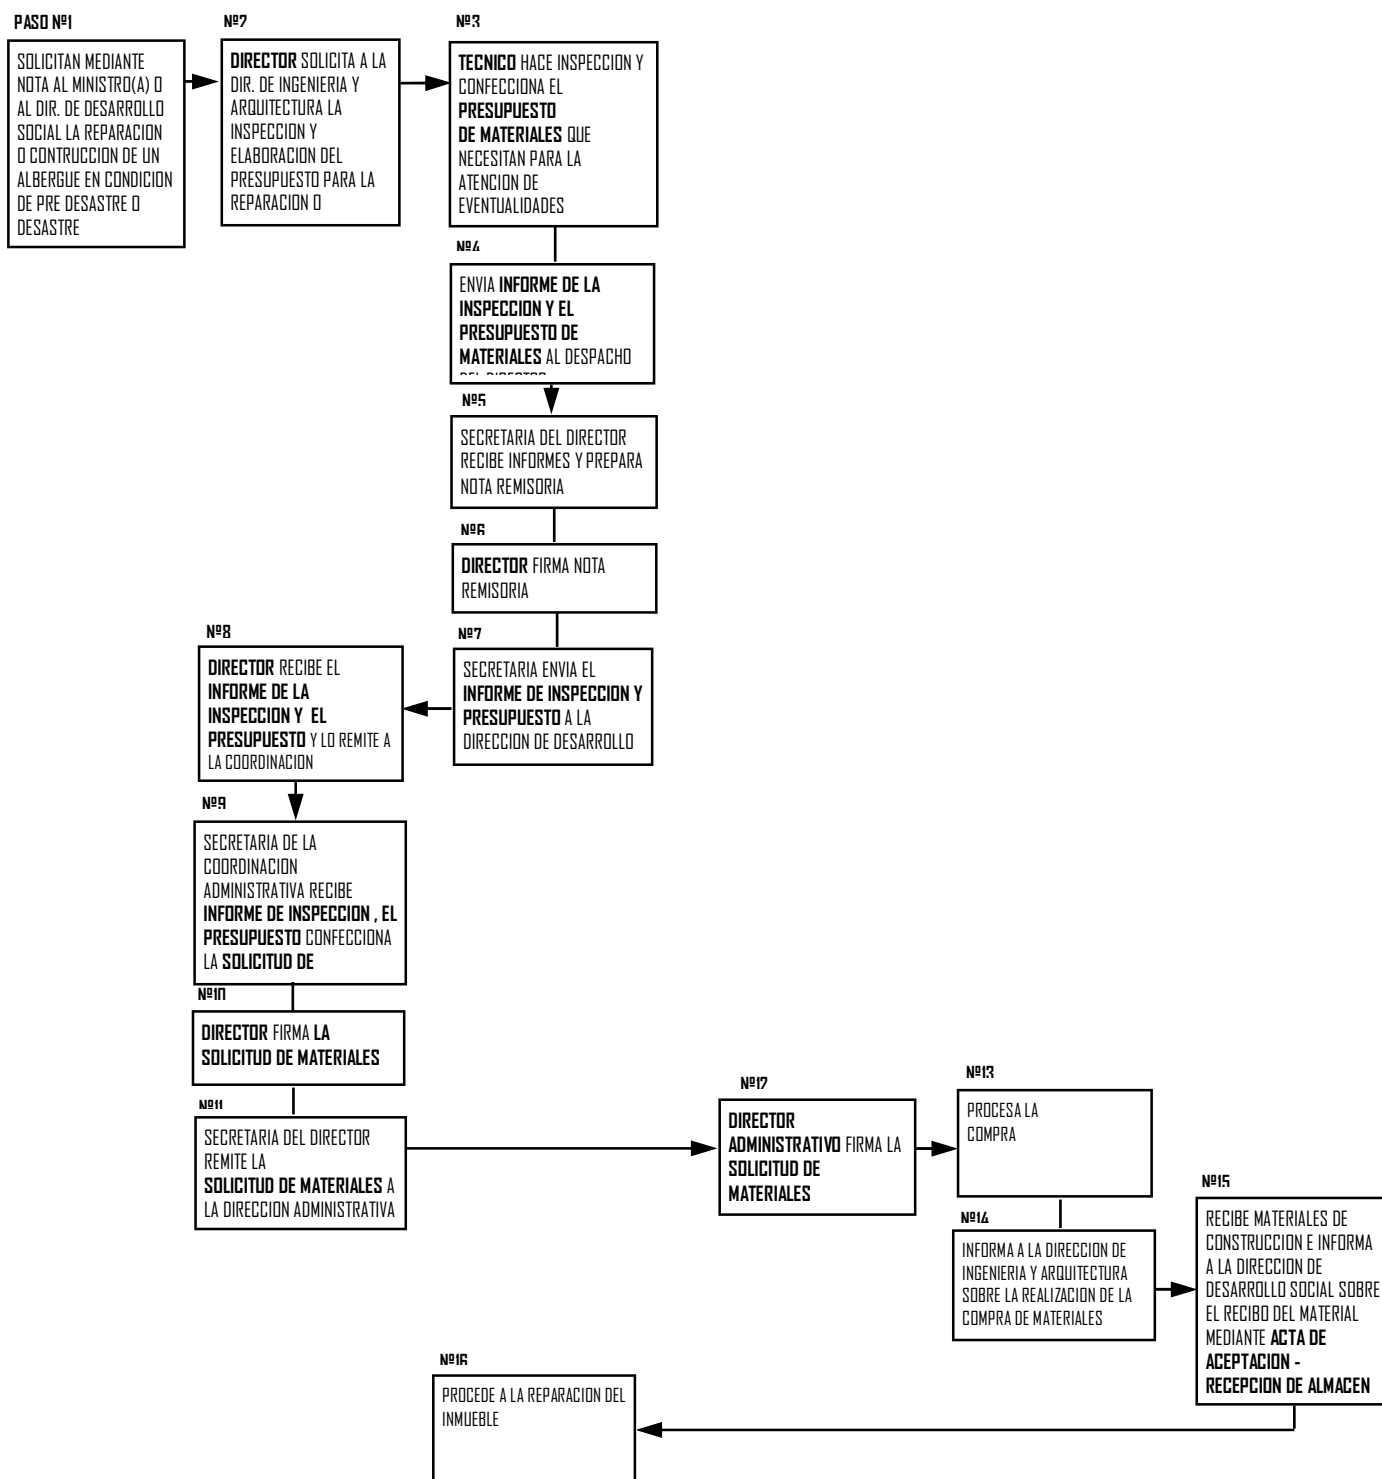 PASO Nº1
SOLICITAN MEDIANTE
NOTA AL MINISTRO(A) O
AL DIR. DE DESARROLLO
SOCIAL LA REPARACION
O CONTRUCCION DE UN
ALBERGUE EN CONDICION
DE PRE DESASTRE O
DESASTRE
Nº2
DIRECTOR SOLICITA A LA
DIR. DE INGENIERIA Y
ARQUITECTURA LA
INSPECCION Y
ELABORACION DEL
PRESUPUESTO PARA LA
REPARACION O
Nº3
TECNICO HACE INSPECCION Y
CONFECCIONA EL
PRESUPUESTO
DE MATERIALES QUE
NECESITAN PARA LA
ATENCION DE
EVENTUALIDADES
Nº4
ENVIA INFORME DE LA
INSPECCION Y EL
PRESUPUESTO DE
MATERIALES AL DESPACHO
DEL DIRECTOR
Nº5
SECRETARIA DEL DIRECTOR
RECIBE INFORMES Y PREPARA
NOTA REMISORIA
Nº6
DIRECTOR FIRMA NOTA
REMISORIA
Nº7
SECRETARIA ENVIA EL
INFORME DE INSPECCION Y
PRESUPUESTO A LA
DIRECCION DE DESARROLLO
Nº8
DIRECTOR RECIBE EL
INFORME DE LA
INSPECCION Y EL
PRESUPUESTO Y LO REMITE A
LA COORDINACION
Nº9
SECRETARIA DE LA
COORDINACION
ADMINISTRATIVA RECIBE
INFORME DE INSPECCION , EL
PRESUPUESTO CONFECCIONA
LA SOLICITUD DE
Nº10
DIRECTOR FIRMA LA
SOLICITUD DE MATERIALES
Nº11
SECRETARIA DEL DIRECTOR
REMITE LA
SOLICITUD DE MATERIALES A
LA DIRECCION ADMINISTRATIVA
Nº12
DIRECTOR
ADMINISTRATIVO FIRMA LA
SOLICITUD DE
MATERIALES
Nº13
PROCESA LA
COMPRA
Nº14
INFORMA A LA DIRECCION DE
INGENIERIA Y ARQUITECTURA
SOBRE LA REALIZACION DE LA
COMPRA DE MATERIALES
Nº15
RECIBE MATERIALES DE
CONSTRUCCION E INFORMA
A LA DIRECCION DE
DESARROLLO SOCIAL SOBRE
EL RECIBO DEL MATERIAL
MEDIANTE ACTA DE
ACEPTACION -
RECEPCION DE ALMACEN
Nº16
PROCEDE A LA REPARACION DEL
INMUEBLE